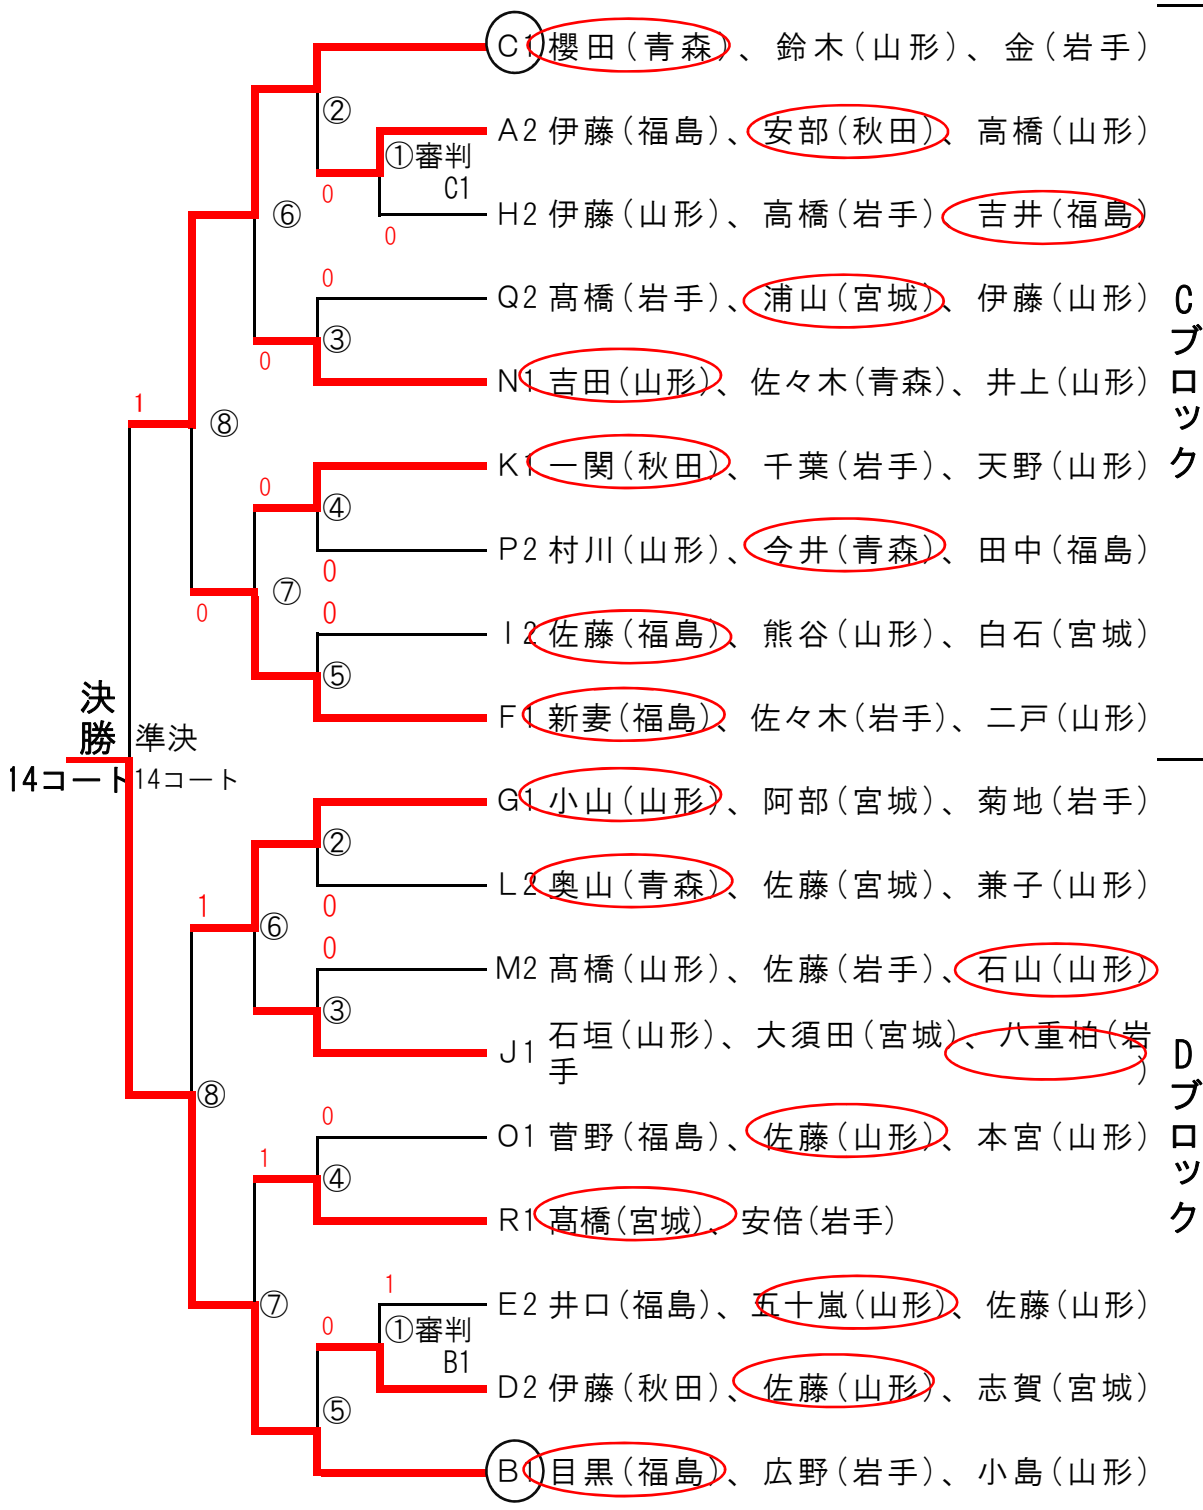 C1 櫻田(青森)、鈴木(山形)、金(岩手)
②
A2 伊藤(福島)、安部(秋田)、高橋(山形)
①審判
C1
0
⑥
H2 伊藤(山形)、高橋(岩手)、吉井(福島)
0
0
Q2 髙橋(岩手)、浦山(宮城)、伊藤(山形)
③
0
N1 吉田(山形)、佐々木(青森)、井上(山形)
Cブロック
1
⑧
K1 一関(秋田)、千葉(岩手)、天野(山形)
0
④
P2 村川(山形)、今井(青森)、田中(福島)
0
⑦
0
0
I2 佐藤(福島)、熊谷(山形)、白石(宮城)
⑤
F1 新妻(福島)、佐々木(岩手)、二戸(山形)
決勝
14コート
準決
14コート
G1 小山(山形)、阿部(宮城)、菊地(岩手)
②
L2 奥山(青森)、佐藤(宮城)、兼子(山形)
1
0
⑥
0
M2 髙橋(山形)、佐藤(岩手)、石山(山形)
③
J1 石垣(山形)、大須田(宮城)、八重柏(岩
手)
Dブロック
⑧
0
O1 菅野(福島)、佐藤(山形)、本宮(山形)
1
④
R1 髙橋(宮城)、安倍(岩手)
1
E2 井口(福島)、五十嵐(山形)、佐藤(山形)
⑦
0
①審判
B1
D2 伊藤(秋田)、佐藤(山形)、志賀(宮城)
⑤
B1 目黒(福島)、広野(岩手)、小島(山形)